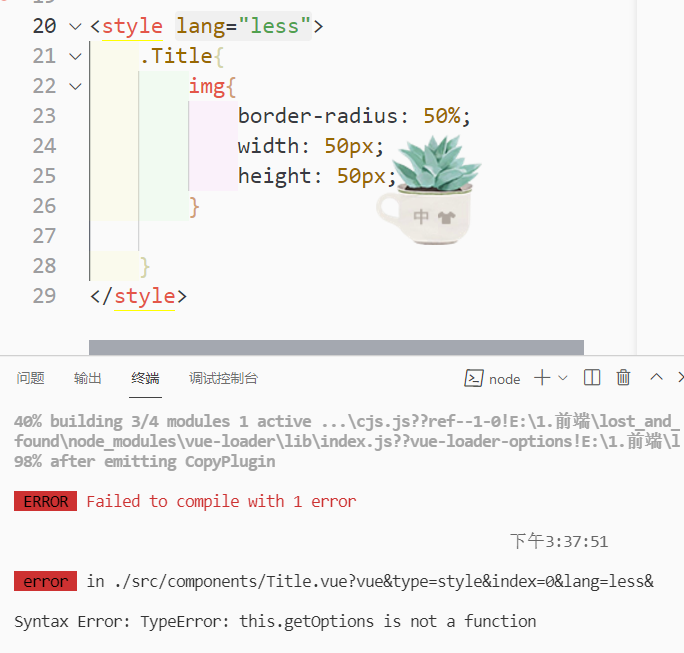 20 <style lang="less">
21 .Title{
22 img{
23 border-radius: 50%;
24 width: 50px;
25 height: 50px;
中
26 }
27
28 }
29 </style>
问题 输出 终端 调试控制台 node
40% building 3/4 modules 1 active ...\cjs.js??ref--1-0!E:\1.前端\lost_and_
found\node_modules\vue-loader\lib\index.js??vue-loader-options!E:\1.前端\l
98% after emitting CopyPlugin
ERROR Failed to compile with 1 error
下午3:37:51
error in ./src/components/Title.vue?vue&type=style&index=0&lang=less&
Syntax Error: TypeError: this.getOptions is not a function